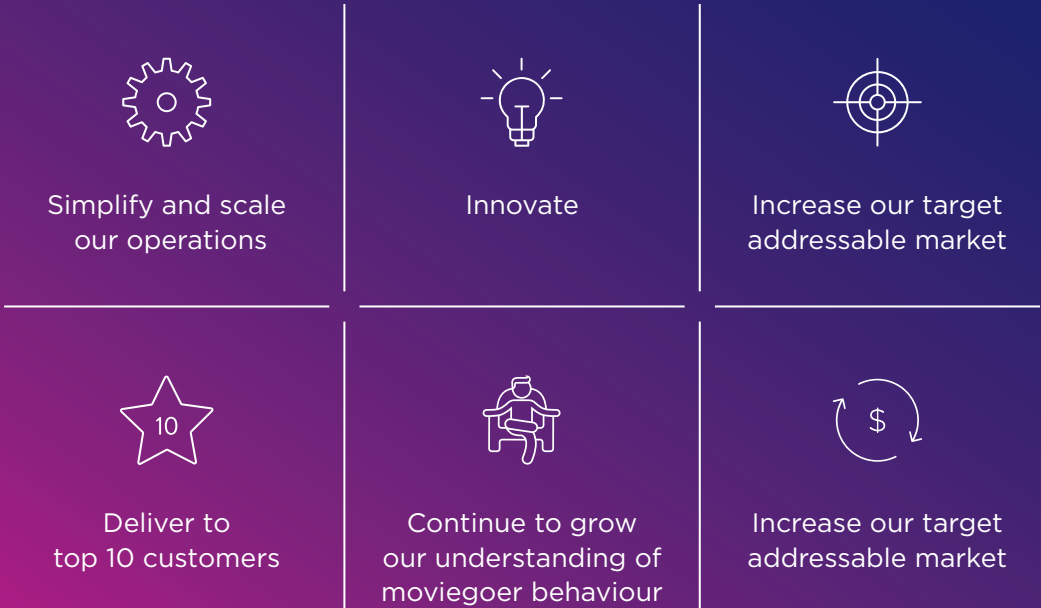 Simplify and scale
our operations
Innovate
Increase our target
addressable market
10
$
Deliver to
top 10 customers
Continue to grow
our understanding of
moviegoer behaviour
Increase our target
addressable market